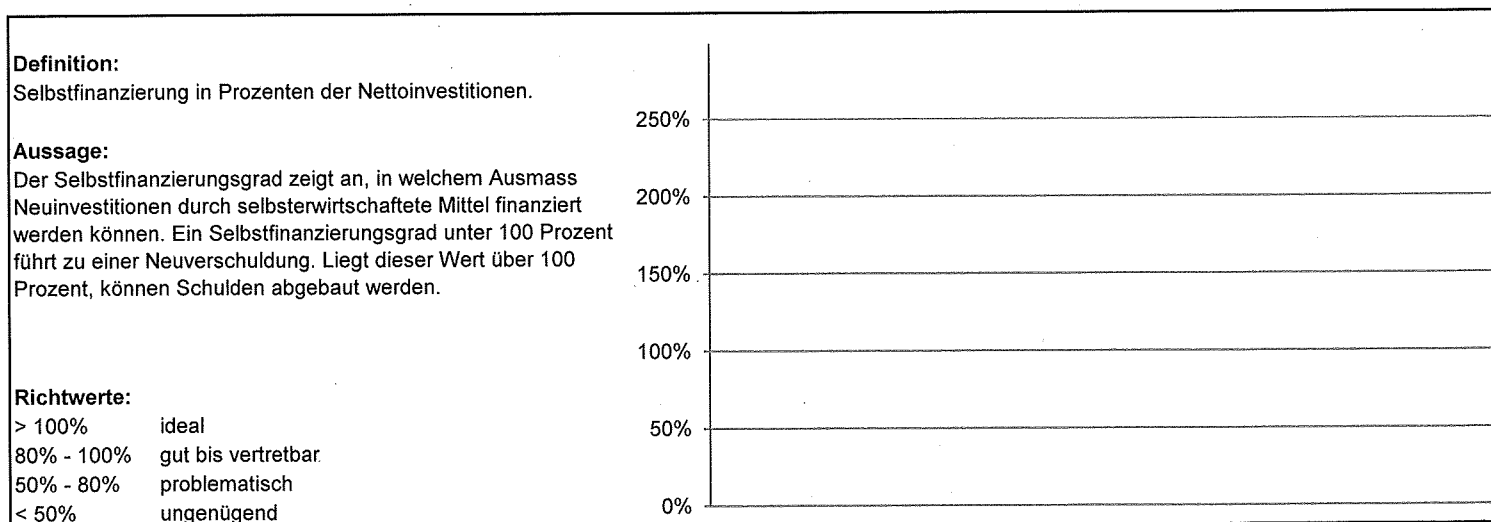 Definition:
Selbstfinanzierung in Prozenten der Nettoinvestitionen.
Aussage:
Der Selbstfinanzierungsgrad zeigt an, in welchem Ausmass
Neuinvestitionen durch selbsterwirtschaftete Mittel finanziert
werden können. Ein Selbstfinanzierungsgrad unter 100 Prozent
führt zu einer Neuverschuldung. Liegt dieser Wert über 100
Prozent, können Schulden abgebaut werden.
Richtwerte:
> 100% ideal
80% - 100% gut bis vertretbar
50% - 80% problematisch
< 50% ungenügend
250%
200%
150%
100%
50%
0%